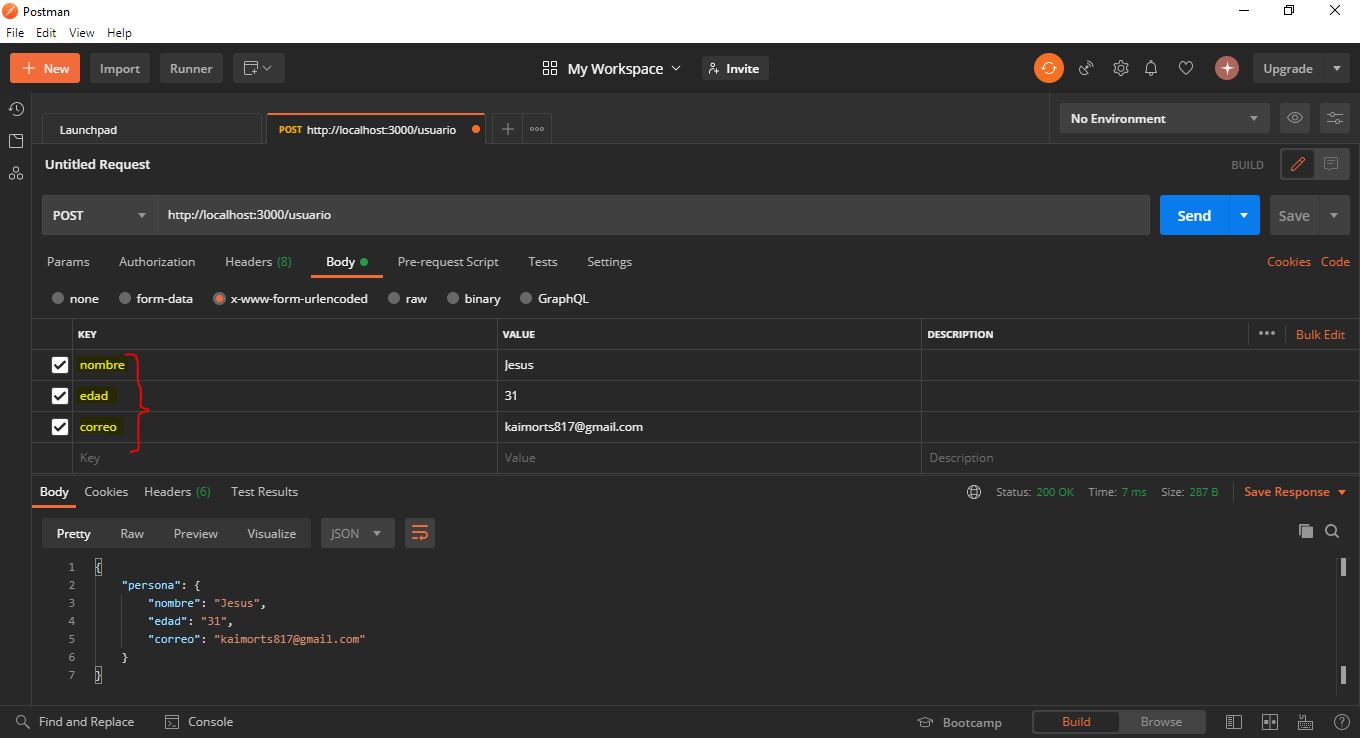 Postman
File Edit View Help
+ New Import Runner My Workspace Invite Upgrade
Launchpad POST http://localhost:3000/usuario + ooo No Environment
Untitled Request BUILD
POST http://localhost:3000/usuario Send Save
Params Authorization Headers (8) Body Pre-request Script Tests Settings Cookies Code
none form-data x-www-form-urlencoded raw binary GraphQL
KEY VALUE DESCRIPTION ••• Bulk Edit
nombre Jesus
edad 31
correo kaimorts817@gmail.com
Key Value Description
Body Cookies Headers (6) Test Results Status: 200 OK Time: 7 ms Size: 287 B Save Response
Pretty Raw Preview Visualize JSON
1 {
2 "persona": {
3 "nombre": "Jesus",
4 "edad": "31",
5 "correo": "kaimorts817@gmail.com"
6 }
7 }
Find and Replace Console Bootcamp Build Browse